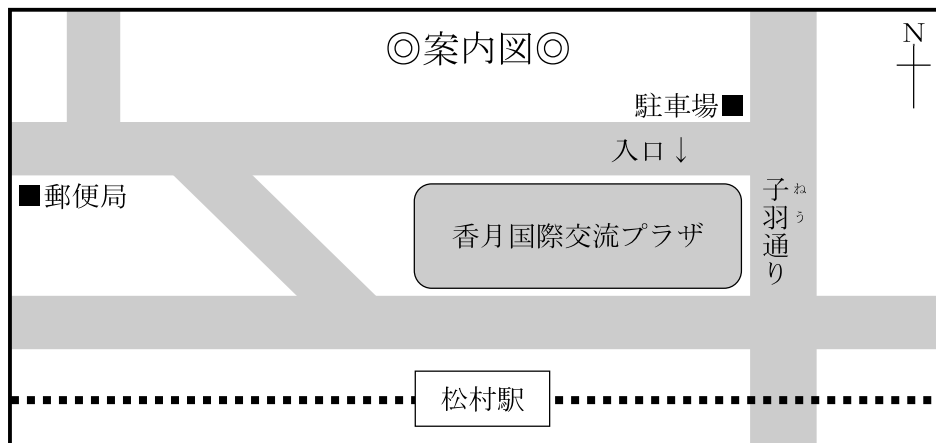 ◎案内図◎
N
駐車場■
入口↓
■郵便局
香月国際交流プラザ
子羽通り
ねう
松村駅